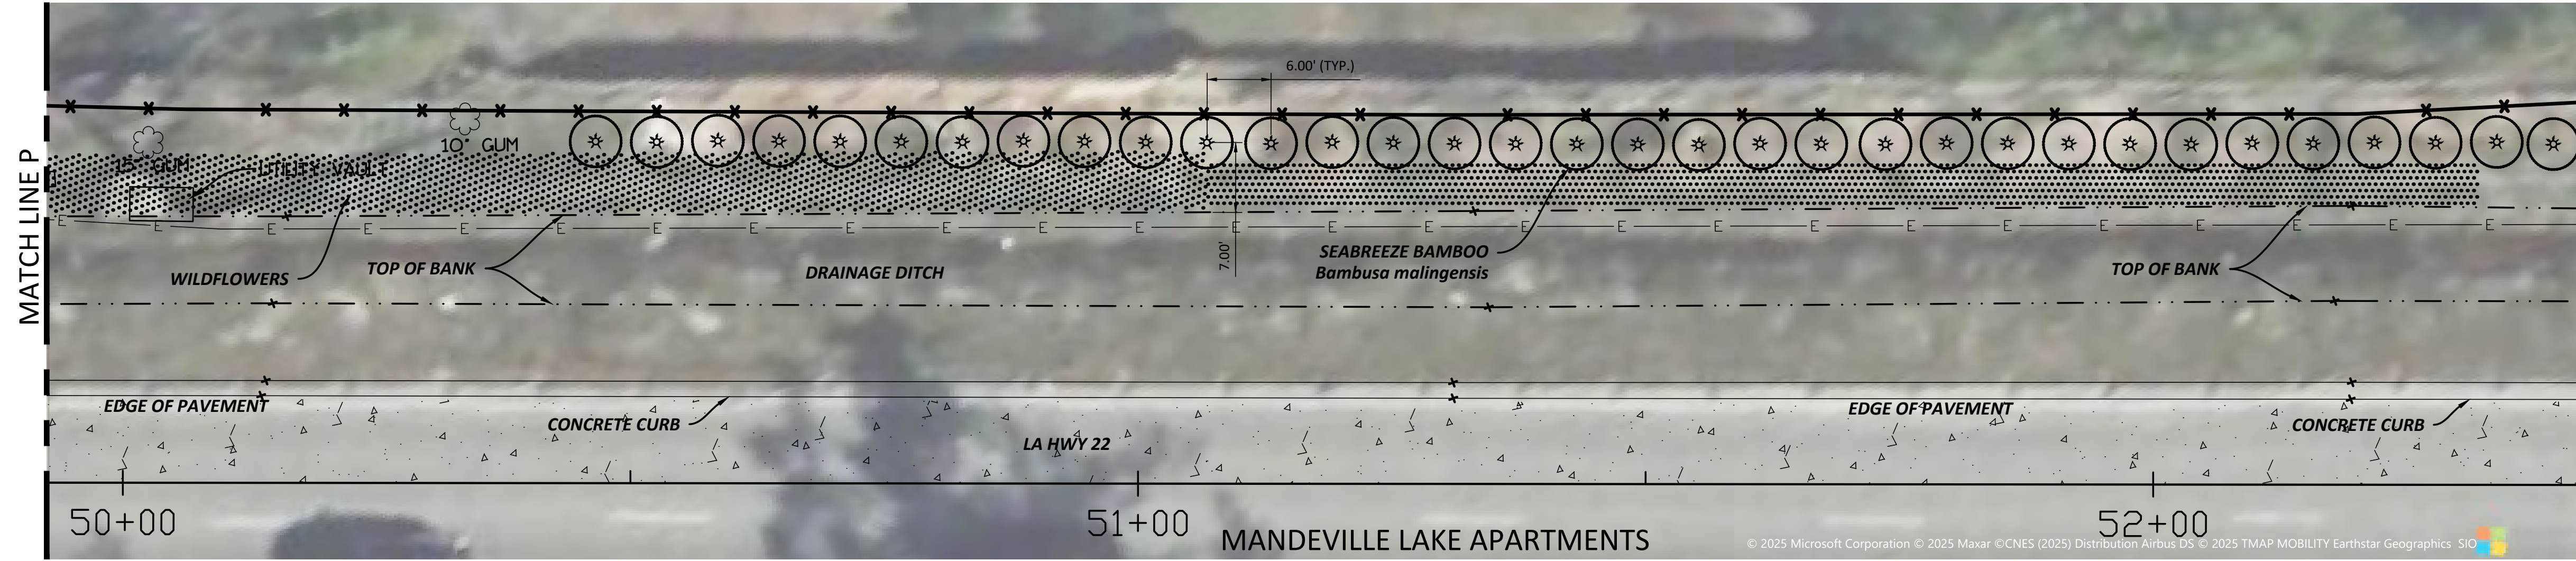 6.00' (TYP.)
MATCH LINE P
15" GUM
10" GUM
UTILITY VAULT
E E E E E E E E E E E E E E E E E E E E E E E E E E
7.00'
WILDFLOWERS
TOP OF BANK
DRAINAGE DITCH
SEABREEZE BAMBOO
Bambusa malingensis
TOP OF BANK
EDGE OF PAVEMENT
CONCRETE CURB
LA HWY 22
EDGE OF PAVEMENT
CONCRETE CURB
50+00
51+00
52+00
MANDEVILLE LAKE APARTMENTS
© 2025 Microsoft Corporation © 2025 Maxar ©CNES (2025) Distribution Airbus DS © 2025 TMAP MOBILITY Earthstar Geographics SIO